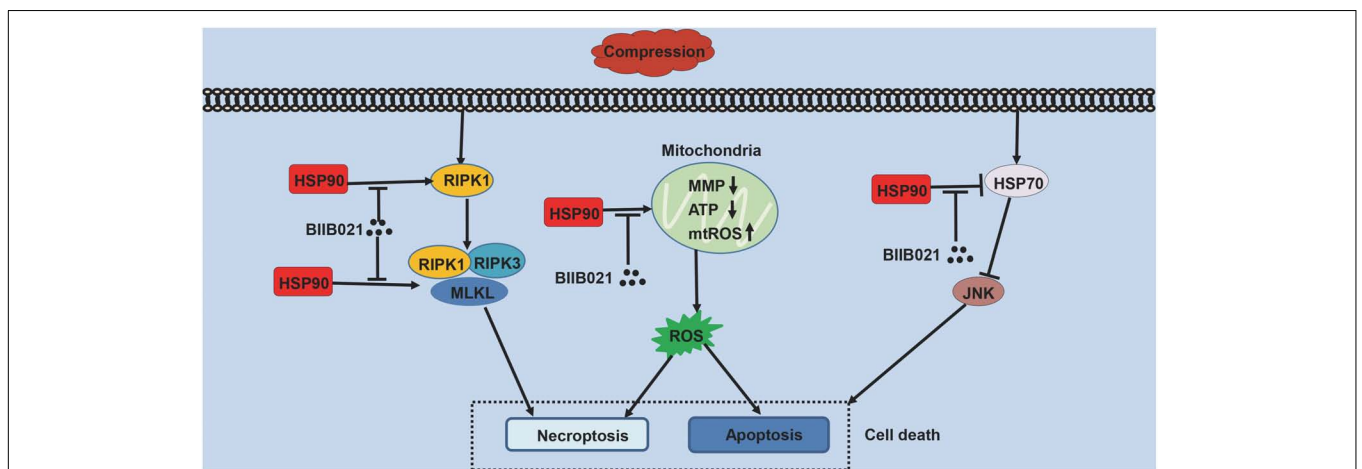 Compression
Mitochondria
HSP90
RIPK1
BIIB021
HSP90
RIPK1
RIPK3
MLKL
HSP90
MMP
ATP
mtROS
BIIB021
ROS
HSP90
HSP70
BIIB021
JNK
Necroptosis
Apoptosis
Cell death